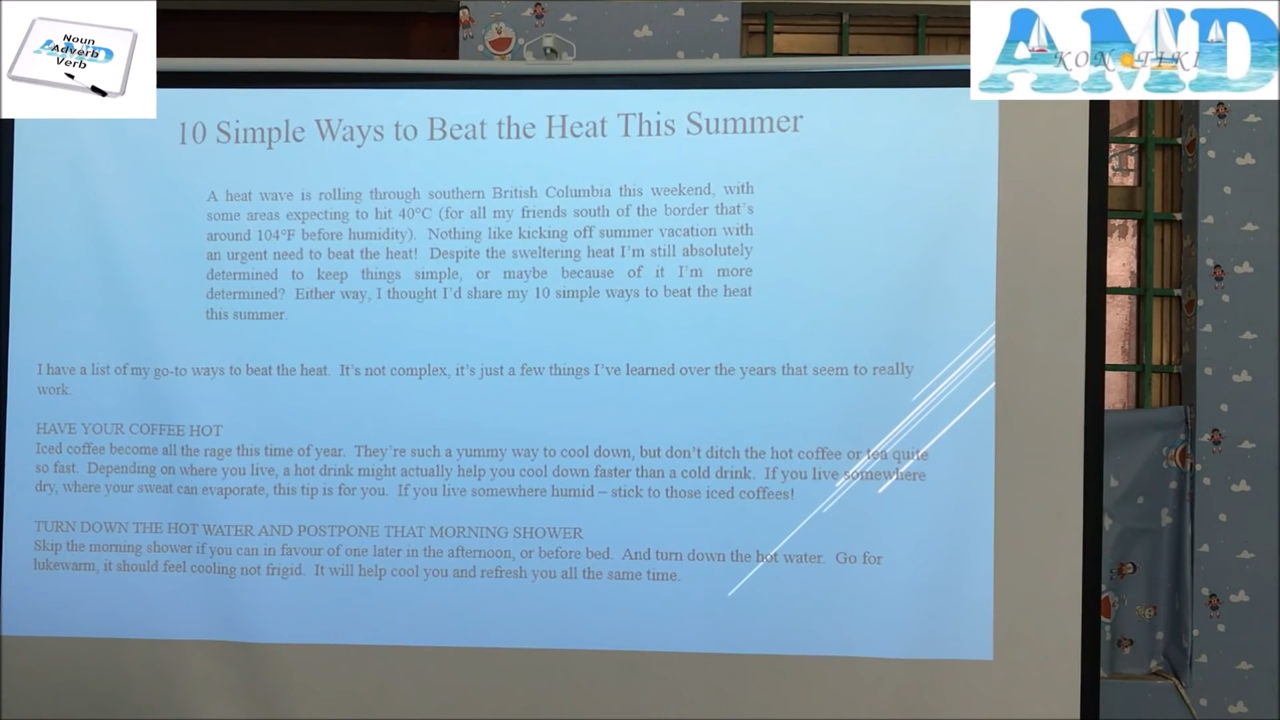 Noun
AMD
Adverb
Verb
AMD
KON TIKI
10 Simple Ways to Beat the Heat This Summer
A heat wave is rolling through southern British Columbia this weekend, with
some areas expecting to hit 40°C (for all my friends south of the border that's
around 104°F before humidity). Nothing like kicking off summer vacation with
an urgent need to beat the heat! Despite the sweltering heat I'm still absolutely
determined to keep things simple, or maybe because of it I'm more
determined? Either way, I thought I'd share my 10 simple ways to beat the heat
this summer.
I have a list of my go-to ways to beat the heat. It's not complex, it's just a few things I've learned over the years that seem to really
work.
HAVE YOUR COFFEE HOT
Iced coffee become all the rage this time of year. They're such a yummy way to cool down, but don't ditch the hot coffee or tea quite
so fast. Depending on where you live, a hot drink might actually help you cool down faster than a cold drink. If you live somewhere
dry, where your sweat can evaporate, this tip is for you. If you live somewhere humid – stick to those iced coffees!
TURN DOWN THE HOT WATER AND POSTPONE THAT MORNING SHOWER
Skip the morning shower if you can in favour of one later in the afternoon, or before bed. And turn down the hot water. Go for
lukewarm, it should feel cooling not frigid. It will help cool you and refresh you all the same time.